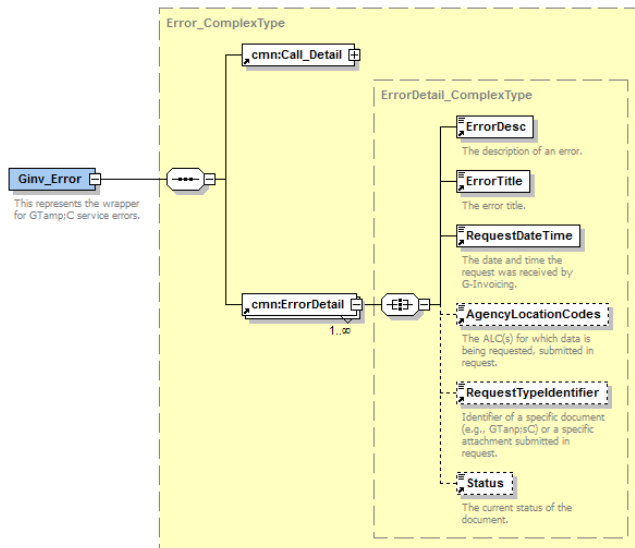 Error_ComplexType
cmn:Call_Detail
ErrorDetail_ComplexType
ErrorDesc
The description of an error.
Ginv_Error
This represents the wrapper
for GTamp;C service errors.
ErrorTitle
The error title.
RequestDateTime
The date and time the
request was received by
G-Invoicing.
cmn:ErrorDetail
1..∞
AgencyLocationCodes
The ALC(s) for which data is
being requested, submitted in
request.
RequestTypeIdentifier
Identifier of a specific document
(e.g., GTanp;sC) or a specific
attachment submitted in
request.
Status
The current status of the
document.